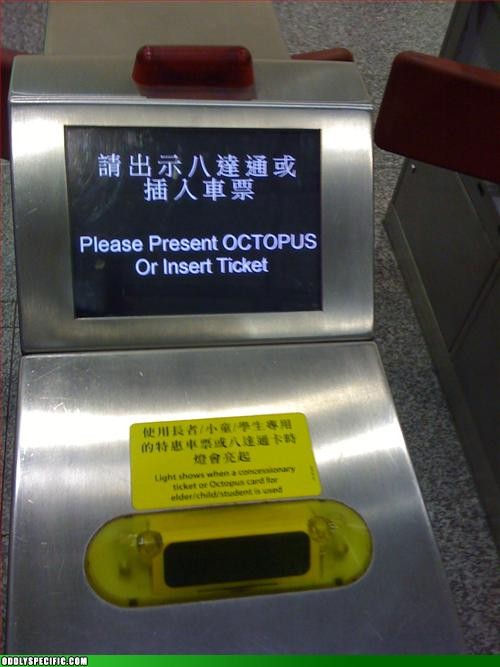 請出示八達通或
插入車票
Please Present OCTOPUS
Or Insert Ticket
使用長者/小童/學生專用
的特惠車票或八達通卡時
燈會亮起
Light shows when a concessionary
ticket or Octopus card for
elder/child/student is used
ODDLYSPECIFIC.COM